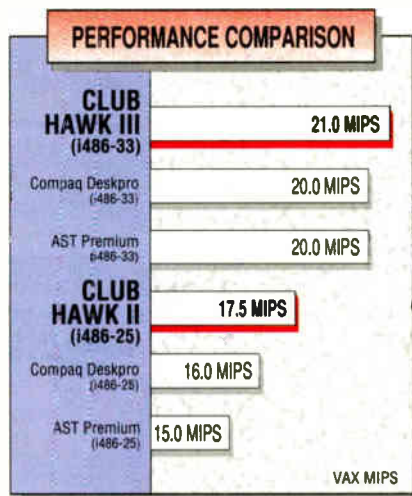 PERFORMANCE COMPARISON
CLUB
HAWK III
(i486-33)
21.0 MIPS
Compaq Deskpro
(i486-33)
20.0 MIPS
AST Premium
(i486-33)
20.0 MIPS
CLUB
HAWK II
(i486-25)
17.5 MIPS
Compaq Deskpro
(i486-25)
16.0 MIPS
AST Premium
(i486-25)
15.0 MIPS
VAX MIPS